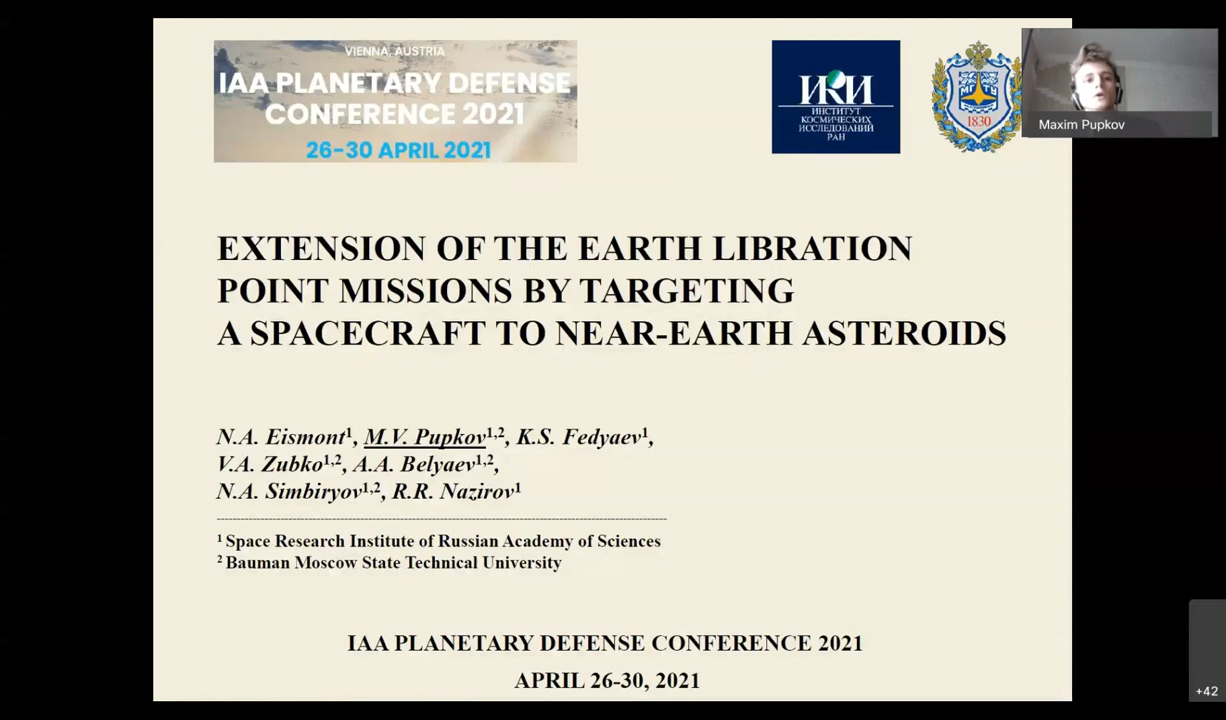 VIENNA, AUSTRIA
IAA PLANETARY DEFENSE
CONFERENCE 2021
26-30 APRIL 2021
ИКИ
ИНСТИТУТ
КОСМИЧЕСКИХ
ИССЛЕДОВАНИЙ
РАН
МГТУ
1830
Maxim Pupkov
EXTENSION OF THE EARTH LIBRATION
POINT MISSIONS BY TARGETING
A SPACECRAFT TO NEAR-EARTH ASTEROIDS
N.A. Eismont¹, M.V. Pupkov¹,², K.S. Fedyaev¹,
V.A. Zubko¹,², A.A. Belyaev¹,²,
N.A. Simbiryov¹,², R.R. Nazirov¹
¹ Space Research Institute of Russian Academy of Sciences
² Bauman Moscow State Technical University
IAA PLANETARY DEFENSE CONFERENCE 2021
APRIL 26-30, 2021
+42